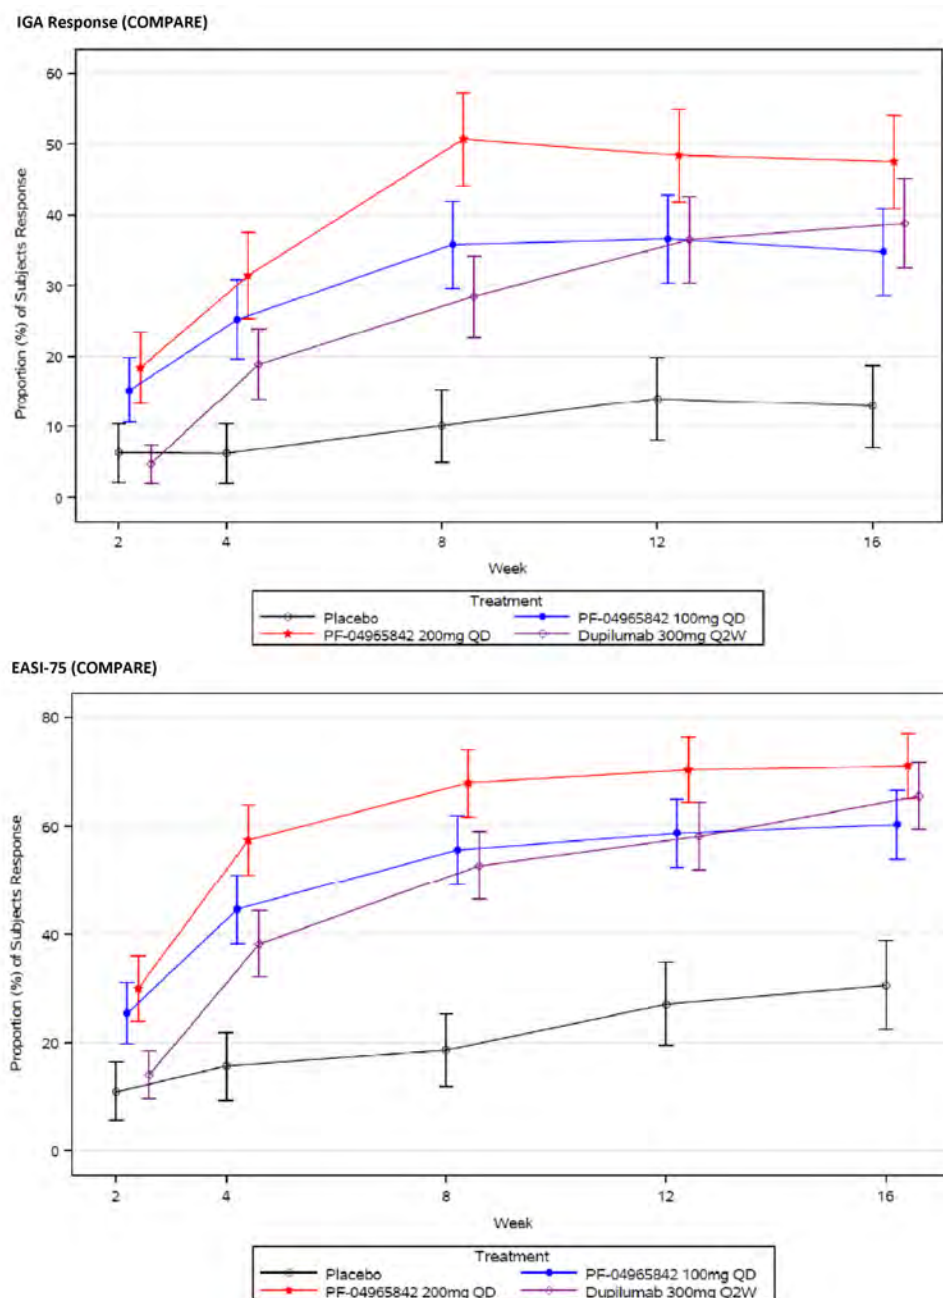 IGA Response (COMPARE)
Proportion (%) of Subjects Response
60
50
40
30
20
10
0
2 4 8 12 16
Week
Treatment
Placebo PF-04965842 100mg QD
PF-04965842 200mg QD Dupilumab 300mg Q2W
EASI-75 (COMPARE)
Proportion (%) of Subjects Response
80
60
40
20
0
2 4 8 12 16
Week
Treatment
Placebo PF-04965842 100mg QD
PF-04965842 200mg QD Dupilumab 300mg Q2W